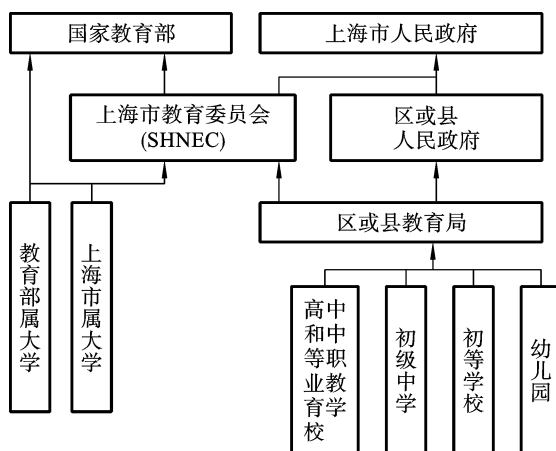 国家教育部
上海市人民政府
上海市教育委员会
(SHNEC)
区或县
人民政府
区或县教育局
教育部属大学
上海市属大学
高中
和中
等职
业教
育学
校
初级中学
初等学校
幼儿园